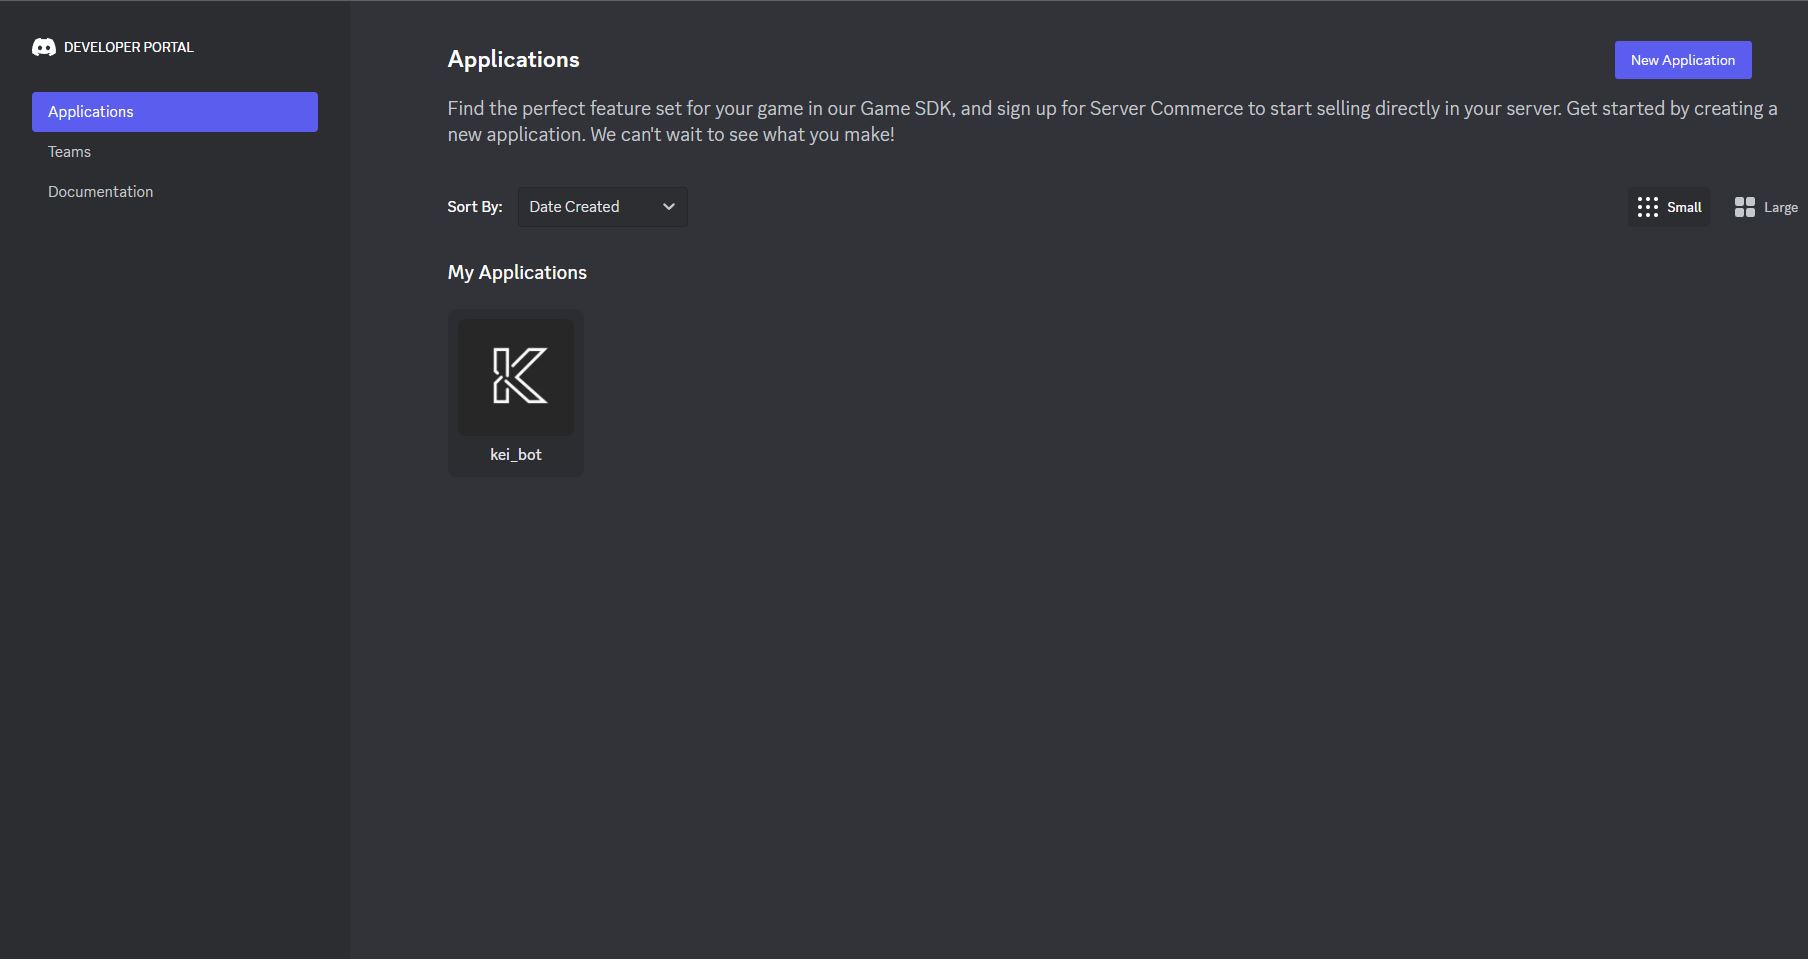 DEVELOPER PORTAL
Applications
Teams
Documentation
Applications
New Application
Find the perfect feature set for your game in our Game SDK, and sign up for Server Commerce to start selling directly in your server. Get started by creating a
new application. We can't wait to see what you make!
Sort By: Date Created
Small Large
My Applications
K
kei_bot